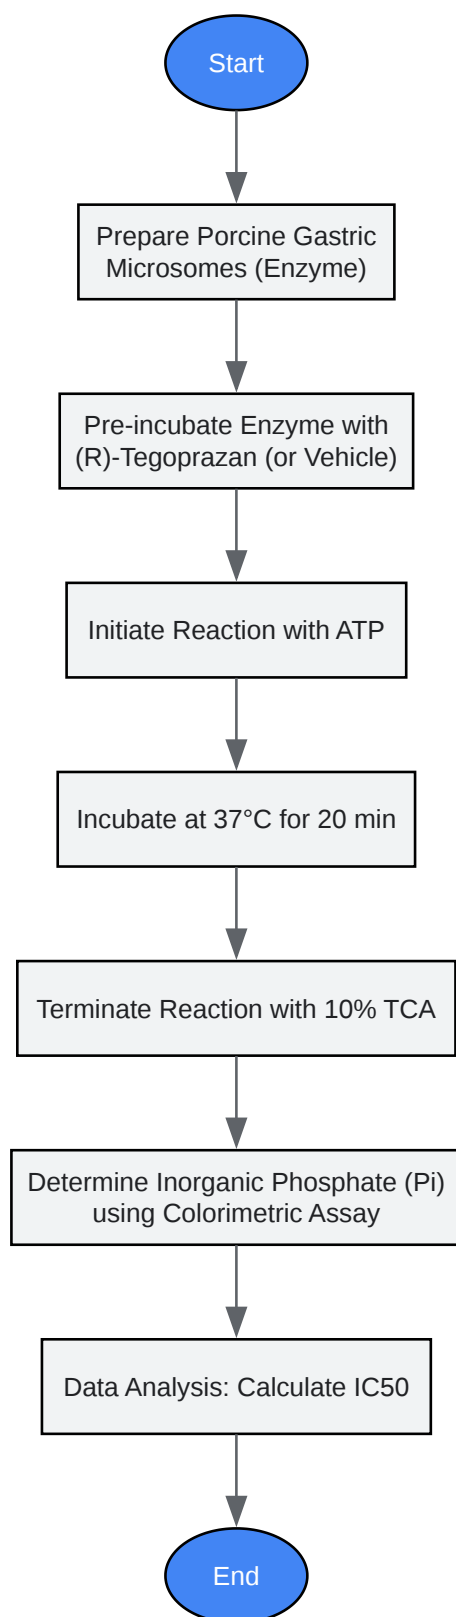 Start
Prepare Porcine Gastric
Microsomes (Enzyme)
Pre-incubate Enzyme with
(R)-Tegoprazan (or Vehicle)
Initiate Reaction with ATP
Incubate at 37°C for 20 min
Terminate Reaction with 10% TCA
Determine Inorganic Phosphate (Pi)
using Colorimetric Assay
Data Analysis: Calculate IC50
End